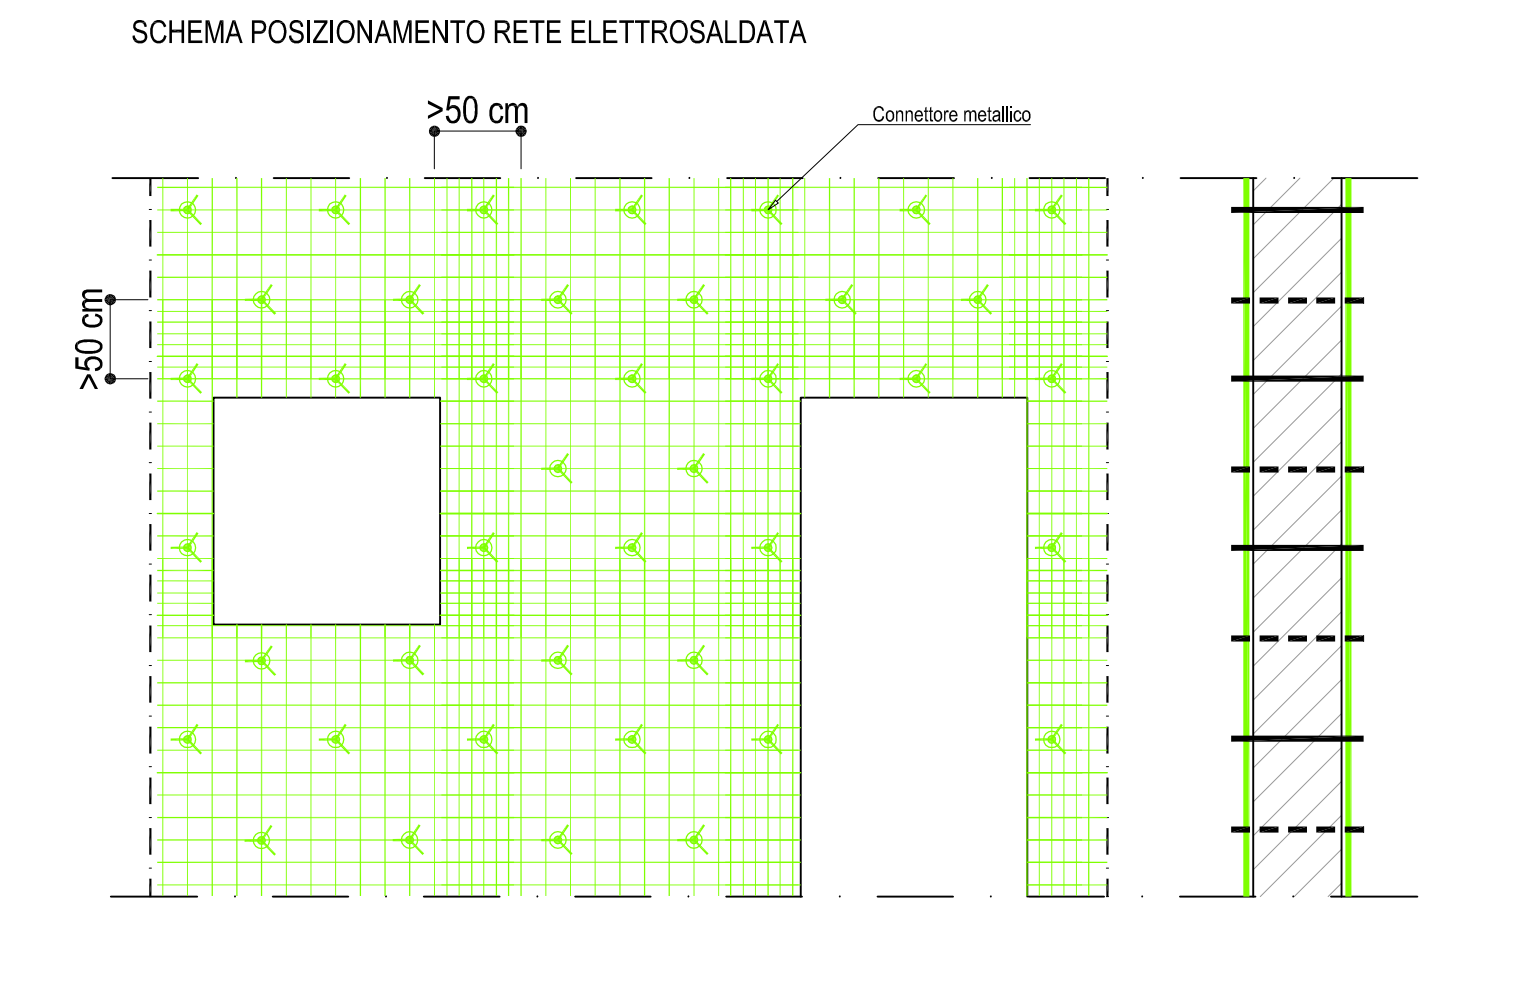 SCHEMA POSIZIONAMENTO RETE ELETTROSALDATA
>50 cm
Connettore metallico
>50 cm